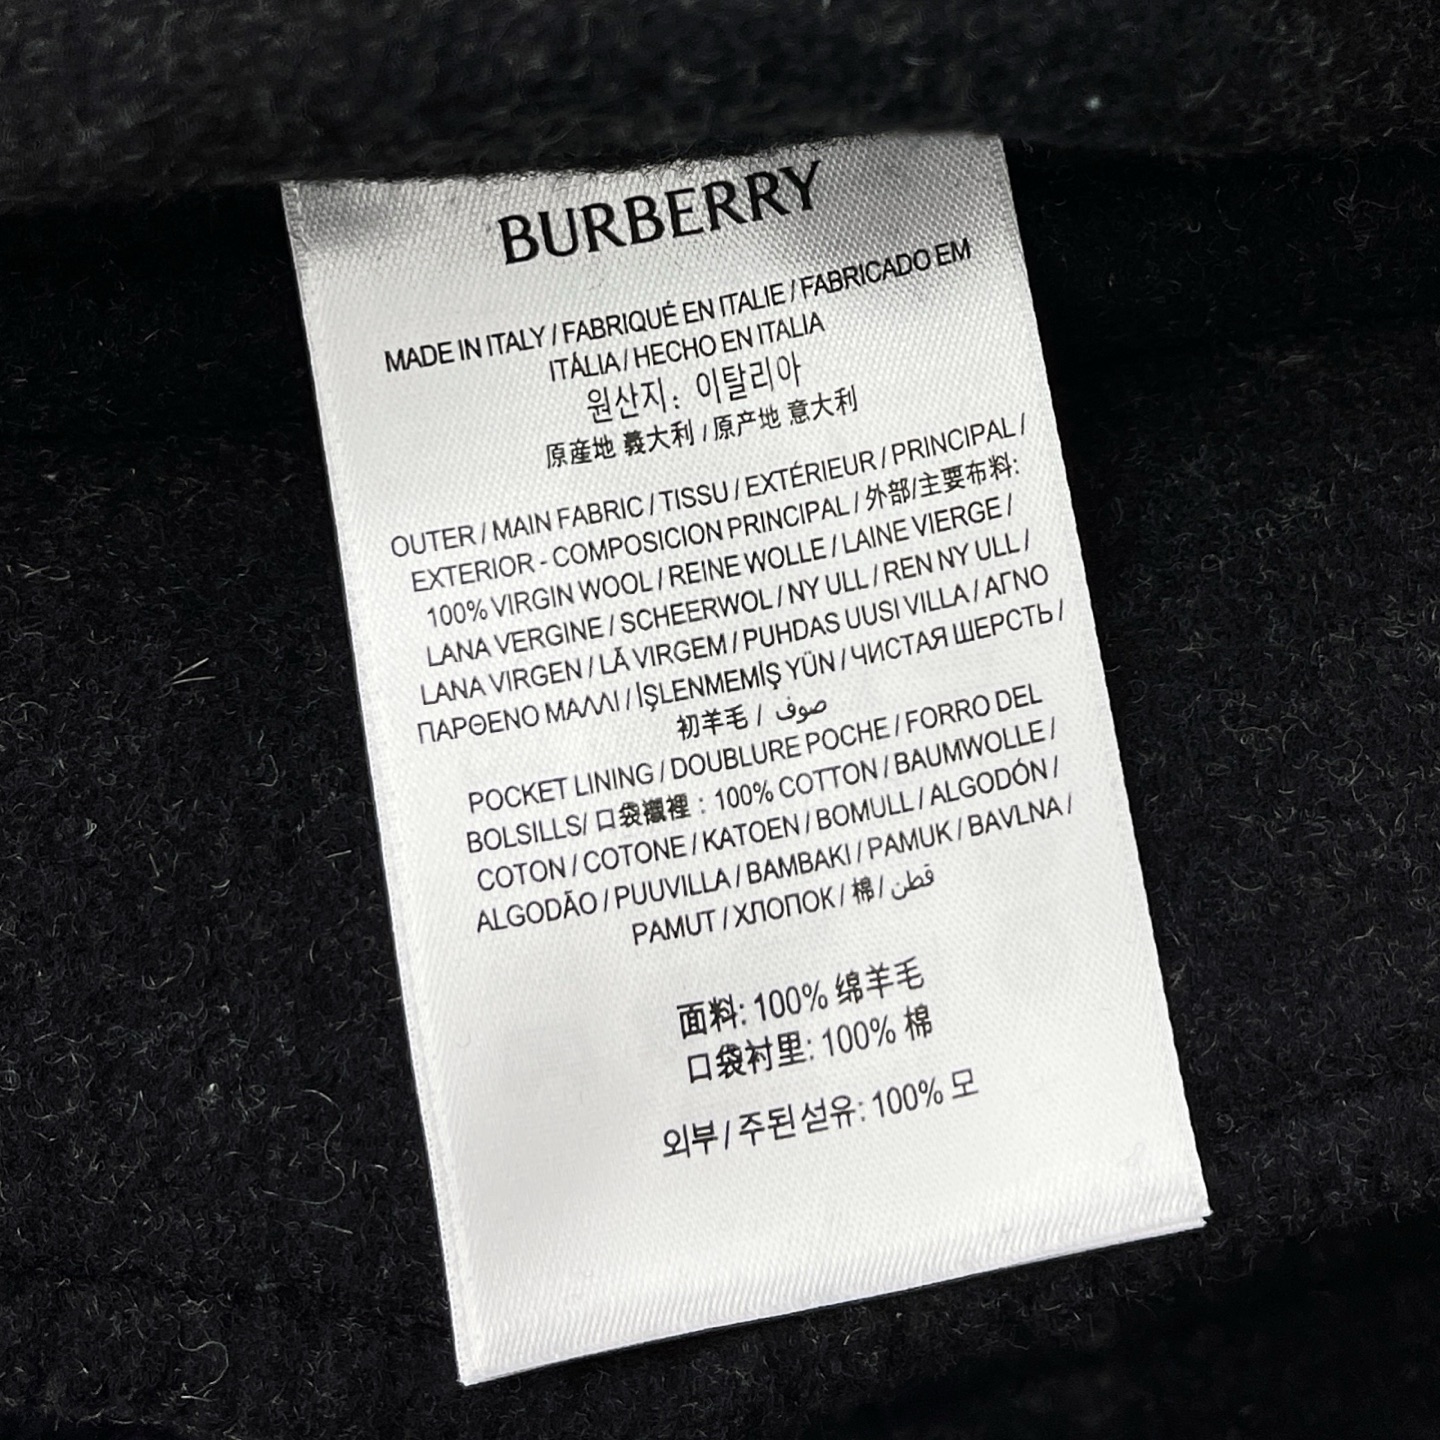 BURBERRY
MADE IN ITALY / FABRIQUÉ EN ITALIE / FABRICADO EM
ITÁLIA / HECHO EN ITALIA
원산지: 이탈리아
原産地 義大利 / 原产地 意大利
OUTER / MAIN FABRIC / TISSU / EXTÉRIEUR / PRINCIPAL /
EXTERIOR - COMPOSICION PRINCIPAL / 外部/主要布料:
100% VIRGIN WOOL / REINE WOLLE / LAINE VIERGE /
LANA VERGINE / SCHEERWOL / NY ULL / REN NY ULL /
LANA VIRGEN / LÃ VIRGEM / PUHDAS UUSI VILLA / ΑΓΝΟ
ΠΑΡΘΕΝΟ ΜΑΛΛΙ / İŞLENMEMİŞ YÜN / ЧИСТАЯ ШЕРСТЬ /
初羊毛 / صوف
POCKET LINING / DOUBLURE POCHE / FORRO DEL
BOLSILLS/ 口袋襯裡 : 100% COTTON / BAUMWOLLE /
COTON / COTONE / KATOEN / BOMULL / ALGODÓN /
ALGODÃO / PUUVILLA / BAMBAKI / PAMUK / BAVLNA /
PAMUT / ХЛОПОК / 棉 / قطن
面料: 100% 绵羊毛
口袋衬里: 100% 棉
외부 / 주된 섬유: 100% 모